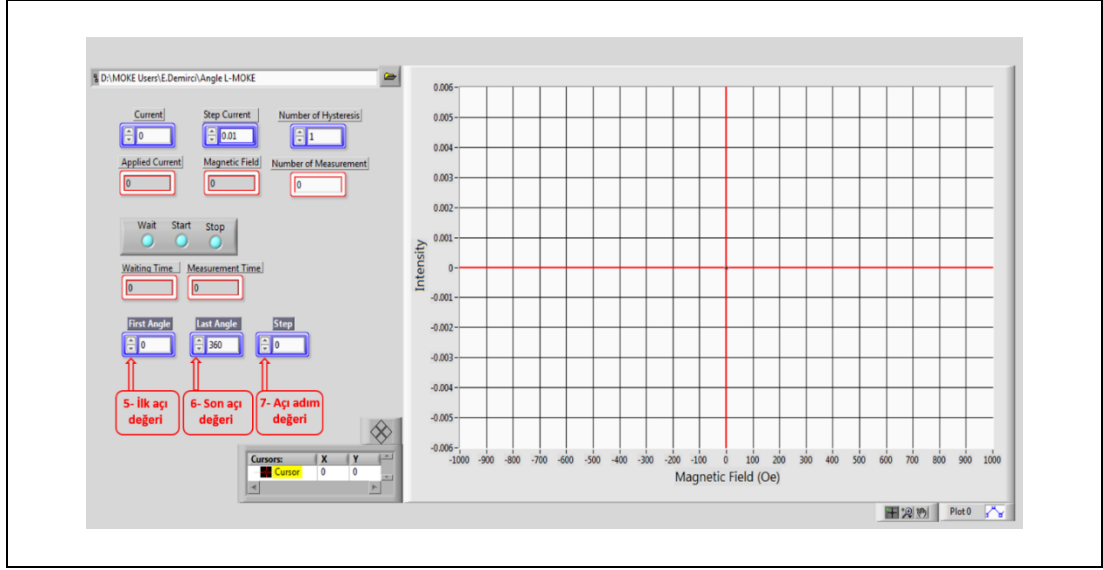 D:\MOKE Users\E.Demirci\Angle L-MOKE
Current Step Current Number of Hysteresis
0 0.01 1
Applied Current Magnetic Field Number of Measurement
0 0 0
Wait Start Stop
Waiting Time Measurement Time
0 0
First Angle Last Angle Step
0 360 0
5- İlk açı değeri
6- Son açı değeri
7- Açı adım değeri
Cursors: X Y
Cursor 0 0
Intensity
0.006
0.005
0.004
0.003
0.002
0.001
0
-0.001
-0.002
-0.003
-0.004
-0.005
-0.006
-1000 -900 -800 -700 -600 -500 -400 -300 -200 -100 0 100 200 300 400 500 600 700 800 900 1000
Magnetic Field (Oe)
Plot 0